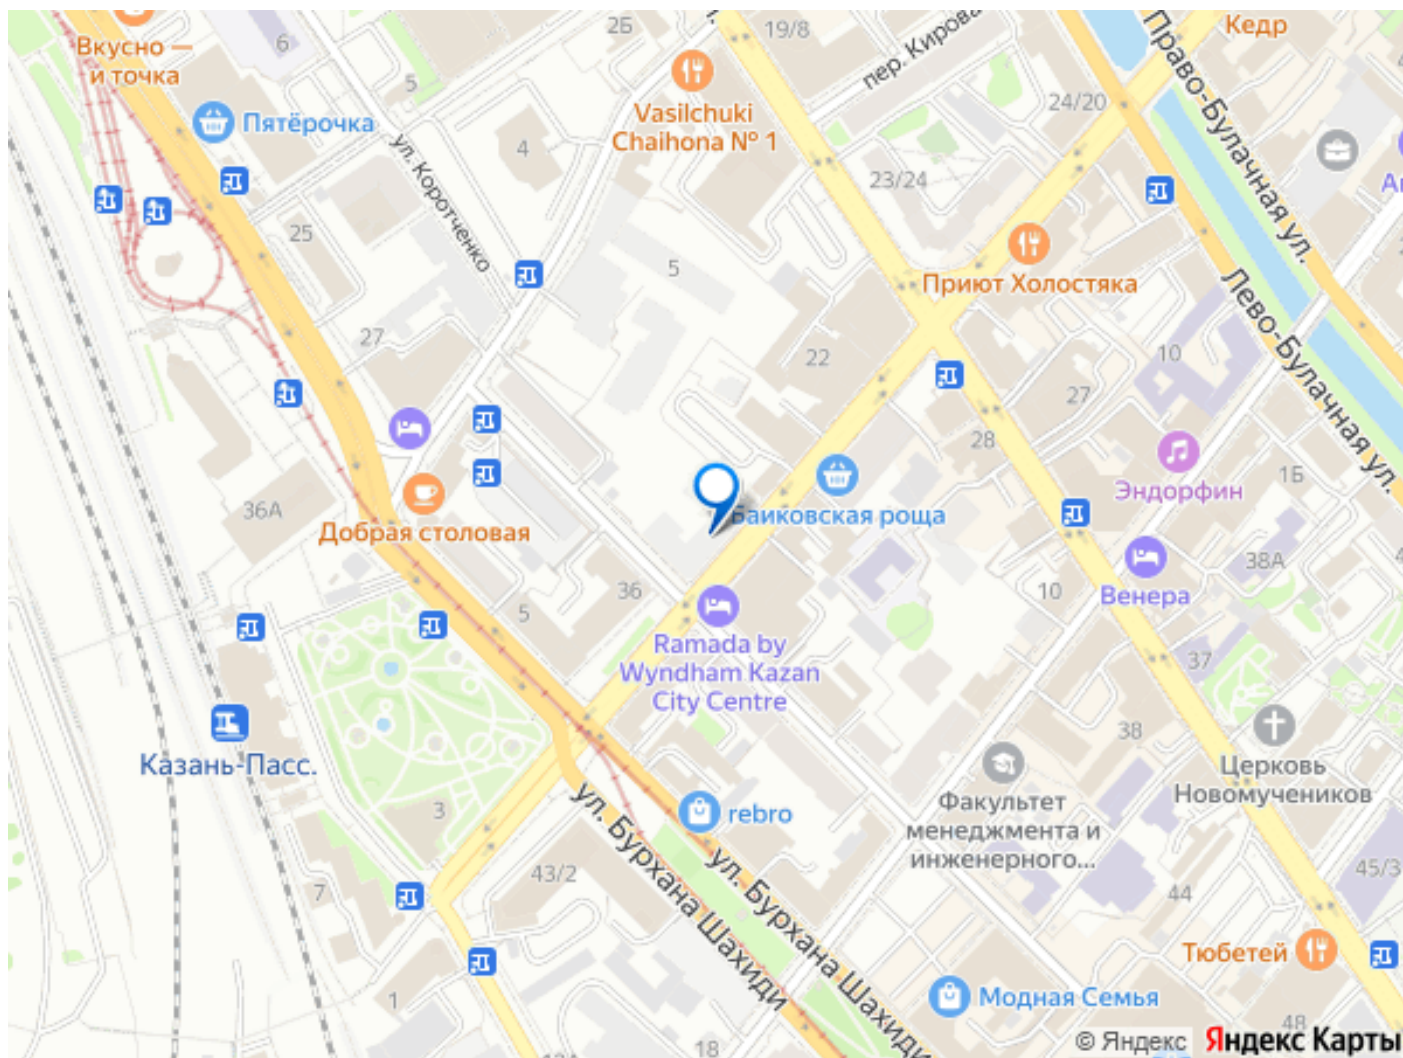 2Б
19/8
Кедр
6
Вкусно —
и точка
5
пер. Кирова
Право-Булачная ул.
Vasilchuki
Chaihona № 1
24/20
Пятёрочка
4
ул. Коротченко
23/24
25
5
Приют Холостяка
Лево-Булачная ул.
27
22
10
27
28
Эндорфин
1Б
36А
Добрая столовая
Баиковская роща
38А
36
5
10
Венера
Ramada by
Wyndham Kazan
City Centre
37
38
Казань-Пасс.
Церковь
Новомучеников
3
ул. Бурхана Шахиди
rebro
Факультет
менеджмента и
инженерного...
ул. Бурхана Шахиди
43/2
45/3
7
44
Тюбетей
1
Модная Семья
48
18
© Яндекс Яндекс Карты